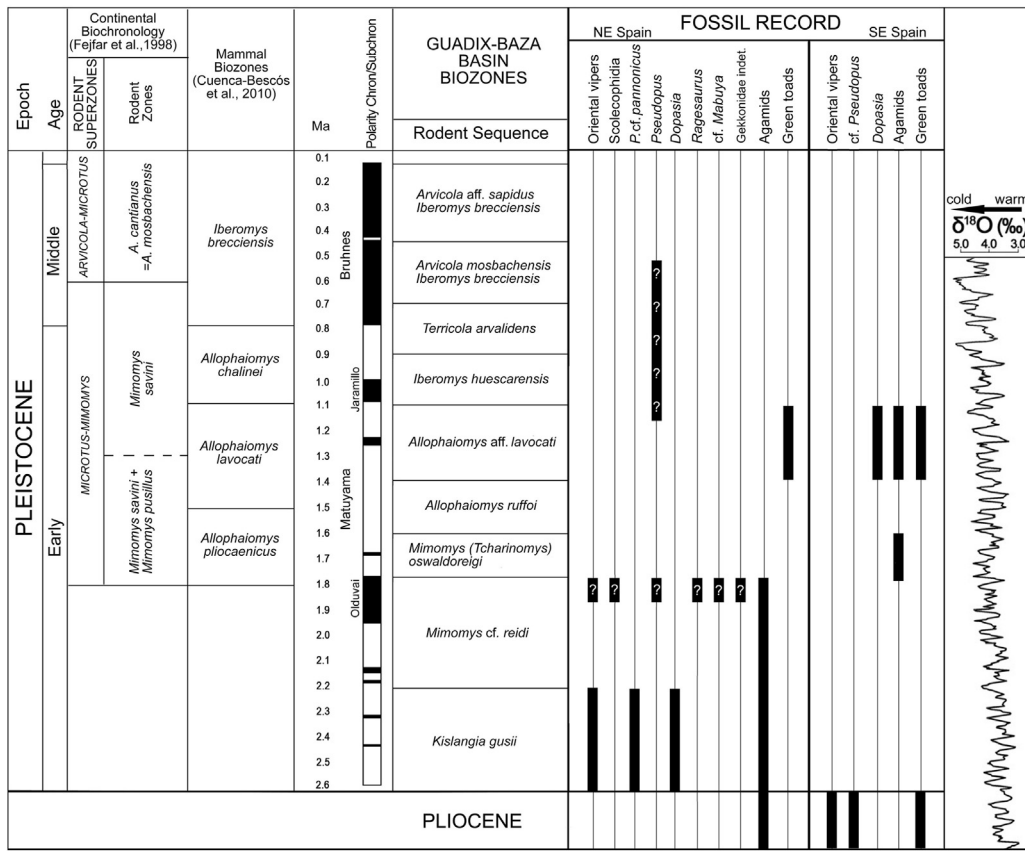 Epoch
Age
Continental
Biochronology
(Fejfar et al.,1998)
RODENT
SUPERZONES
Rodent
Zones
Mammal
Biozones
(Cuenca-Bescós
et al., 2010)
Ma
Polarity Chron/Subchron
GUADIX-BAZA
BASIN
BIOZONES
Rodent Sequence
FOSSIL RECORD
NE Spain
SE Spain
Oriental vipers
Scolecophidia
P. cf. pannonicus
Pseudopus
Dopasia
Ragesaurus
cf. Mabuya
Gekkonidae indet.
Agamids
Green toads
Oriental vipers
cf. Pseudopus
Dopasia
Agamids
Green toads
cold
warm
δ18O (‰)
5.0 4.0 3.0
PLEISTOCENE
Middle
Early
ARVICOLA-MICROTUS
MICROTUS-MIMOMYS
A. cantianus
=A. mosbachensis
Mimomys
savini
Mimomys savini +
Mimomys pusillus
Iberomys
brecciensis
Allophaiomys
chalinei
Allophaiomys
lavocati
Allophaiomys
pliocaenicus
0.1
0.2
0.3
0.4
0.5
0.6
0.7
0.8
0.9
1.0
1.1
1.2
1.3
1.4
1.5
1.6
1.7
1.8
1.9
2.0
2.1
2.2
2.3
2.4
2.5
2.6
Bruhnes
Jaramillo
Matuyama
Olduvai
Arvicola aff. sapidus
Iberomys brecciensis
Arvicola mosbachensis
Iberomys brecciensis
Terricola arvalidens
Iberomys huescarensis
Allophaiomys aff. lavocati
Allophaiomys ruffoi
Mimomys (Tcharinomys)
oswaldoreigi
Mimomys cf. reidi
Kislangia gusii
?
?
?
?
?
? ? ? ? ? ?
PLIOCENE